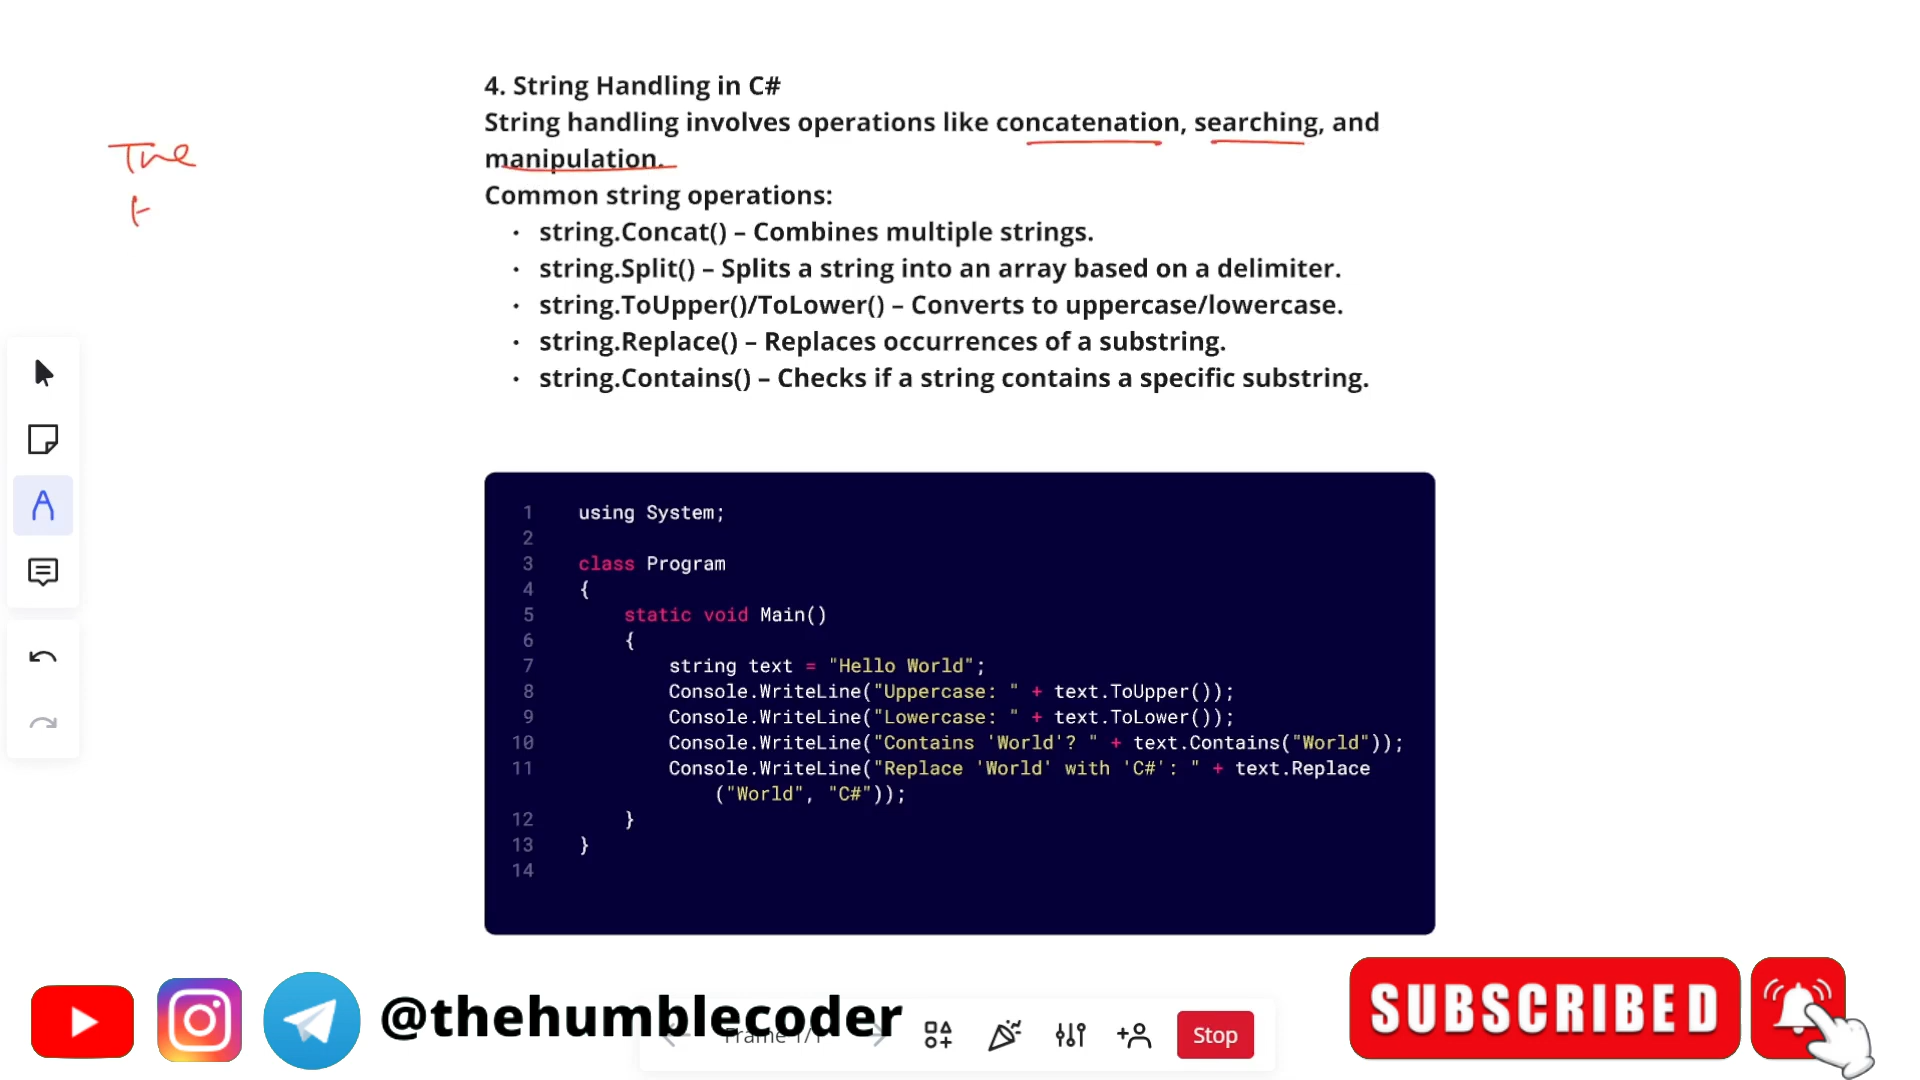 4. String Handling in C#
String handling involves operations like concatenation, searching, and
manipulation.
Common string operations:
· string.Concat() – Combines multiple strings.
· string.Split() – Splits a string into an array based on a delimiter.
· string.ToUpper()/ToLower() – Converts to uppercase/lowercase.
· string.Replace() – Replaces occurrences of a substring.
· string.Contains() – Checks if a string contains a specific substring.
1 using System;
2
3 class Program
4 {
5 static void Main()
6 {
7 string text = "Hello World";
8 Console.WriteLine("Uppercase: " + text.ToUpper());
9 Console.WriteLine("Lowercase: " + text.ToLower());
10 Console.WriteLine("Contains 'World'? " + text.Contains("World"));
11 Console.WriteLine("Replace 'World' with 'C#': " + text.Replace
("World", "C#"));
12 }
13 }
14
@thehumblecoder
Frame 1/1
Stop
SUBSCRIBED